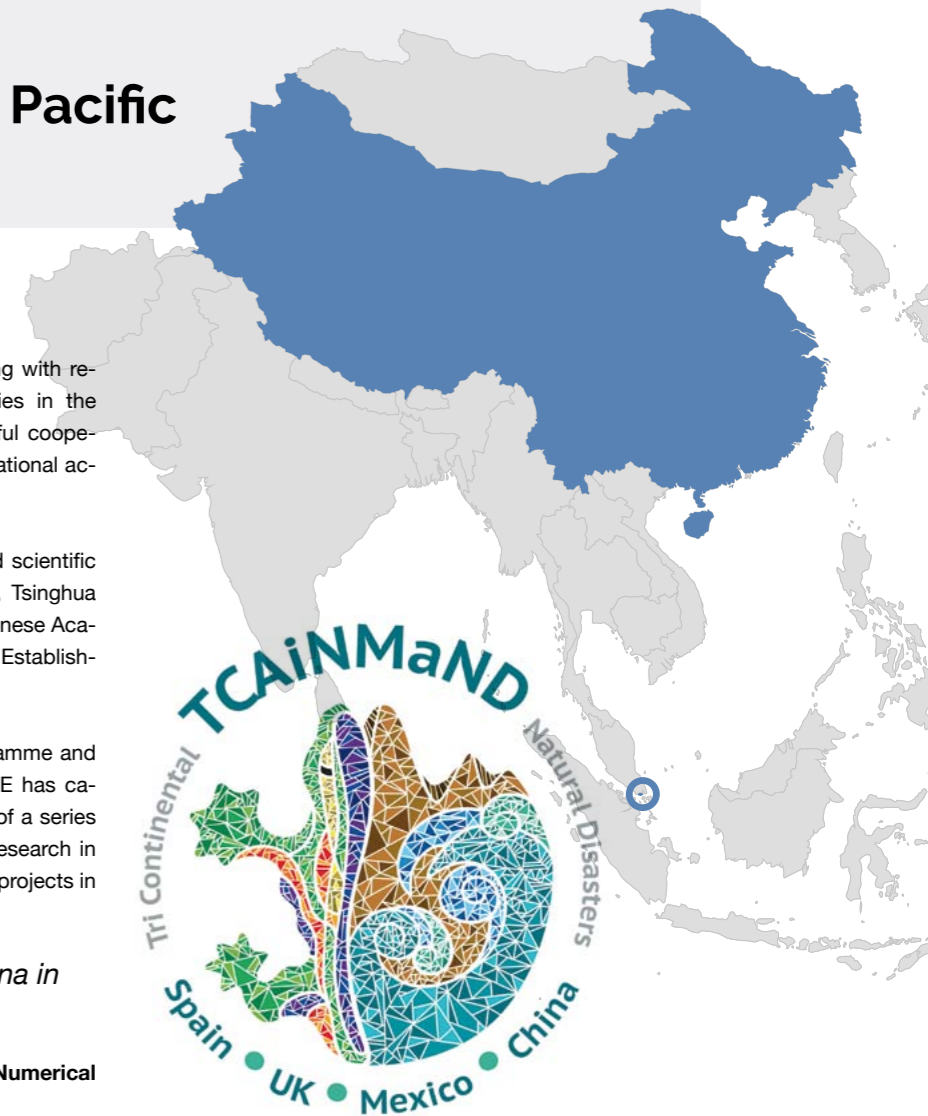 Pacific
ng with re-
ies in the
ful coope-
ational ac-
d scientific
Tsinghua
nese Aca-
Establish-
amme and
E has ca-
of a series
esearch in
projects in
na in
Numerical
TCAiNMaND
Tri Continental
Natural Disasters
Spain • UK • Mexico • China